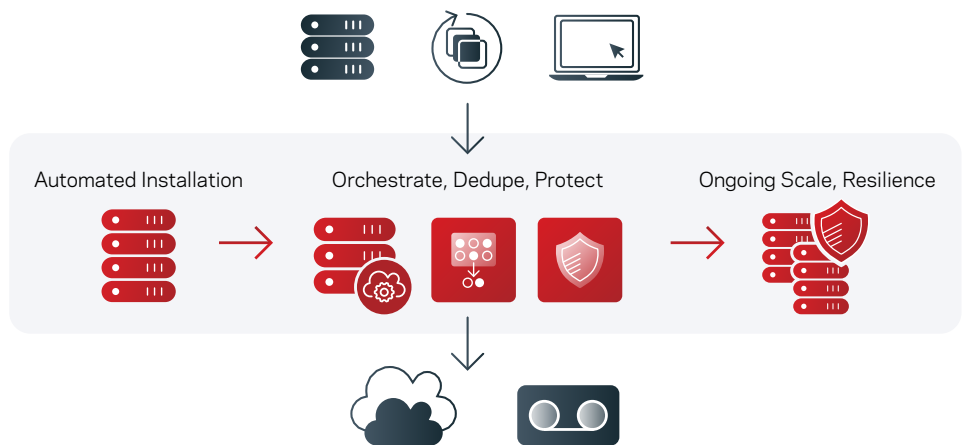 Automated Installation
Orchestrate, Dedupe, Protect
Ongoing Scale, Resilience